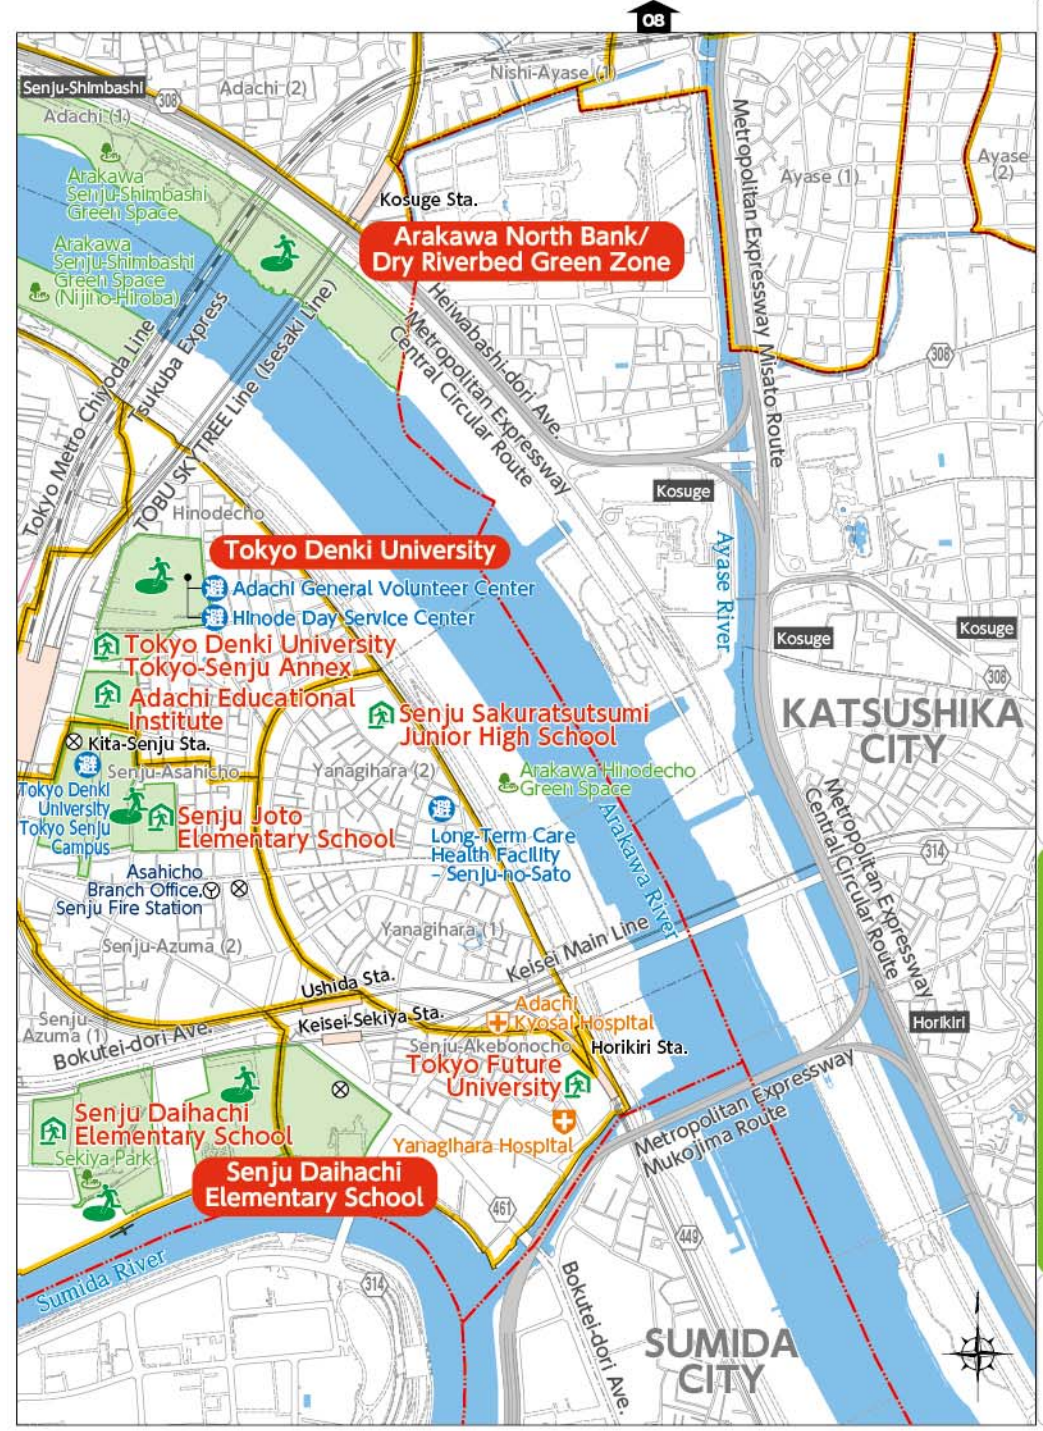 08
Nishi-Ayase (1)
Senju-Shimbashi
308
Adachi (2)
Adachi (1)
Ayase
(2)
Ayase (1)
Metropolitan Expressway Misato Route
Arakawa
Senju-Shimbashi
Green Space
Kosuge Sta.
Arakawa North Bank/
Dry Riverbed Green Zone
Arakawa
Senju-Shimbashi
Green Space
(Nijino-Hiroba)
Heiwabashi-dori Ave.
Metropolitan Expressway
Central Circular Route
Tokyo Metro Chiyoda Line
Tsukuba Express
TOBU SKYTREE Line (Isesaki Line)
308
Kosuge
Hinodecho
Tokyo Denki University
避 Adachi General Volunteer Center
避 Hinode Day Service Center
Ayase River
Kosuge
Kosuge
308
Tokyo Denki University
Tokyo-Senju Annex
Adachi Educational
Institute
Senju Sakuratsutsumi
Junior High School
KATSUSHIKA
CITY
Kita-Senju Sta.
避
Senju-Asahicho
Yanagihara (2)
Arakawa Hinodecho
Green Space
Tokyo Denki
University
Tokyo Senju
Campus
Senju Joto
Elementary School
避
Long-Term Care
Health Facility
– Senju-no-Sato
Arakawa River
Metropolitan Expressway
Central Circular Route
314
Asahicho
Branch Office,
Senju Fire Station
Senju-Azuma (2)
Yanagihara (1)
Keisei Main Line
Ushida Sta.
Keisei-Sekiya Sta.
Adachi
Kyosai Hospital
Senju-
Azuma (1)
Bokutei-dori Ave.
Senju-Akebonocho
Horikiri Sta.
Horikiri
Tokyo Future
University
Senju Daihachi
Elementary School
Sekiya Park
Yanagihara Hospital
Metropolitan Expressway
Mukojima Route
Senju Daihachi
Elementary School
461
449
Sumida River
314
Bokutei-dori Ave.
SUMIDA
CITY